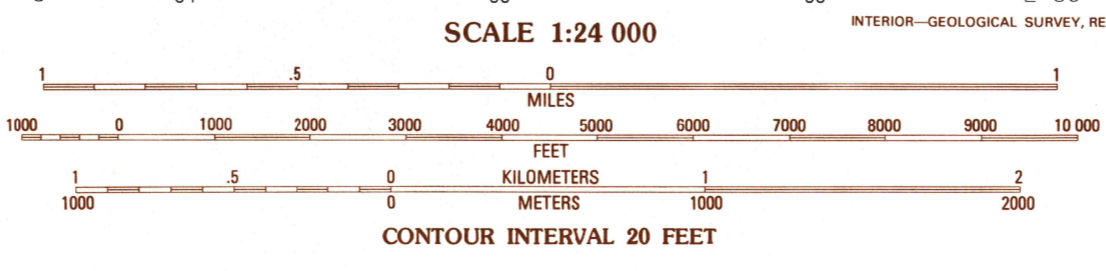 SCALE 1:24 000
INTERIOR—GEOLOGICAL SURVEY, RE
1 .5 0 1
MILES
1000 0 1000 2000 3000 4000 5000 6000 7000 8000 9000 10 000
FEET
1 .5 0 KILOMETERS 1 2
1000 0 METERS 1000 2000
CONTOUR INTERVAL 20 FEET